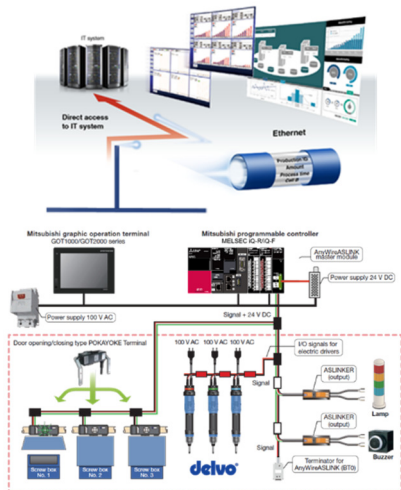 IT system
Direct access
to IT system
Ethernet
Production ID
Amount
Process time
Mitsubishi graphic operation terminal
GOT1000/GOT2000 series
Mitsubishi programmable controller
MELSEC iQ-R/iQ-F
AnyWireASLINK
master module
Power supply 24 V DC
Power supply 100 V AC
Signal + 24 V DC
Door opening/closing type POKAYOKE Terminal
100 V AC
100 V AC
100 V AC
I/O signals for
electric drivers
Signal
ASLINKER
(output)
Lamp
ASLINKER
(output)
Signal
Buzzer
Screw box
No. 1
Screw box
No. 2
Screw box
No. 3
delvo
Terminator for
AnyWireASLINK (BT0)